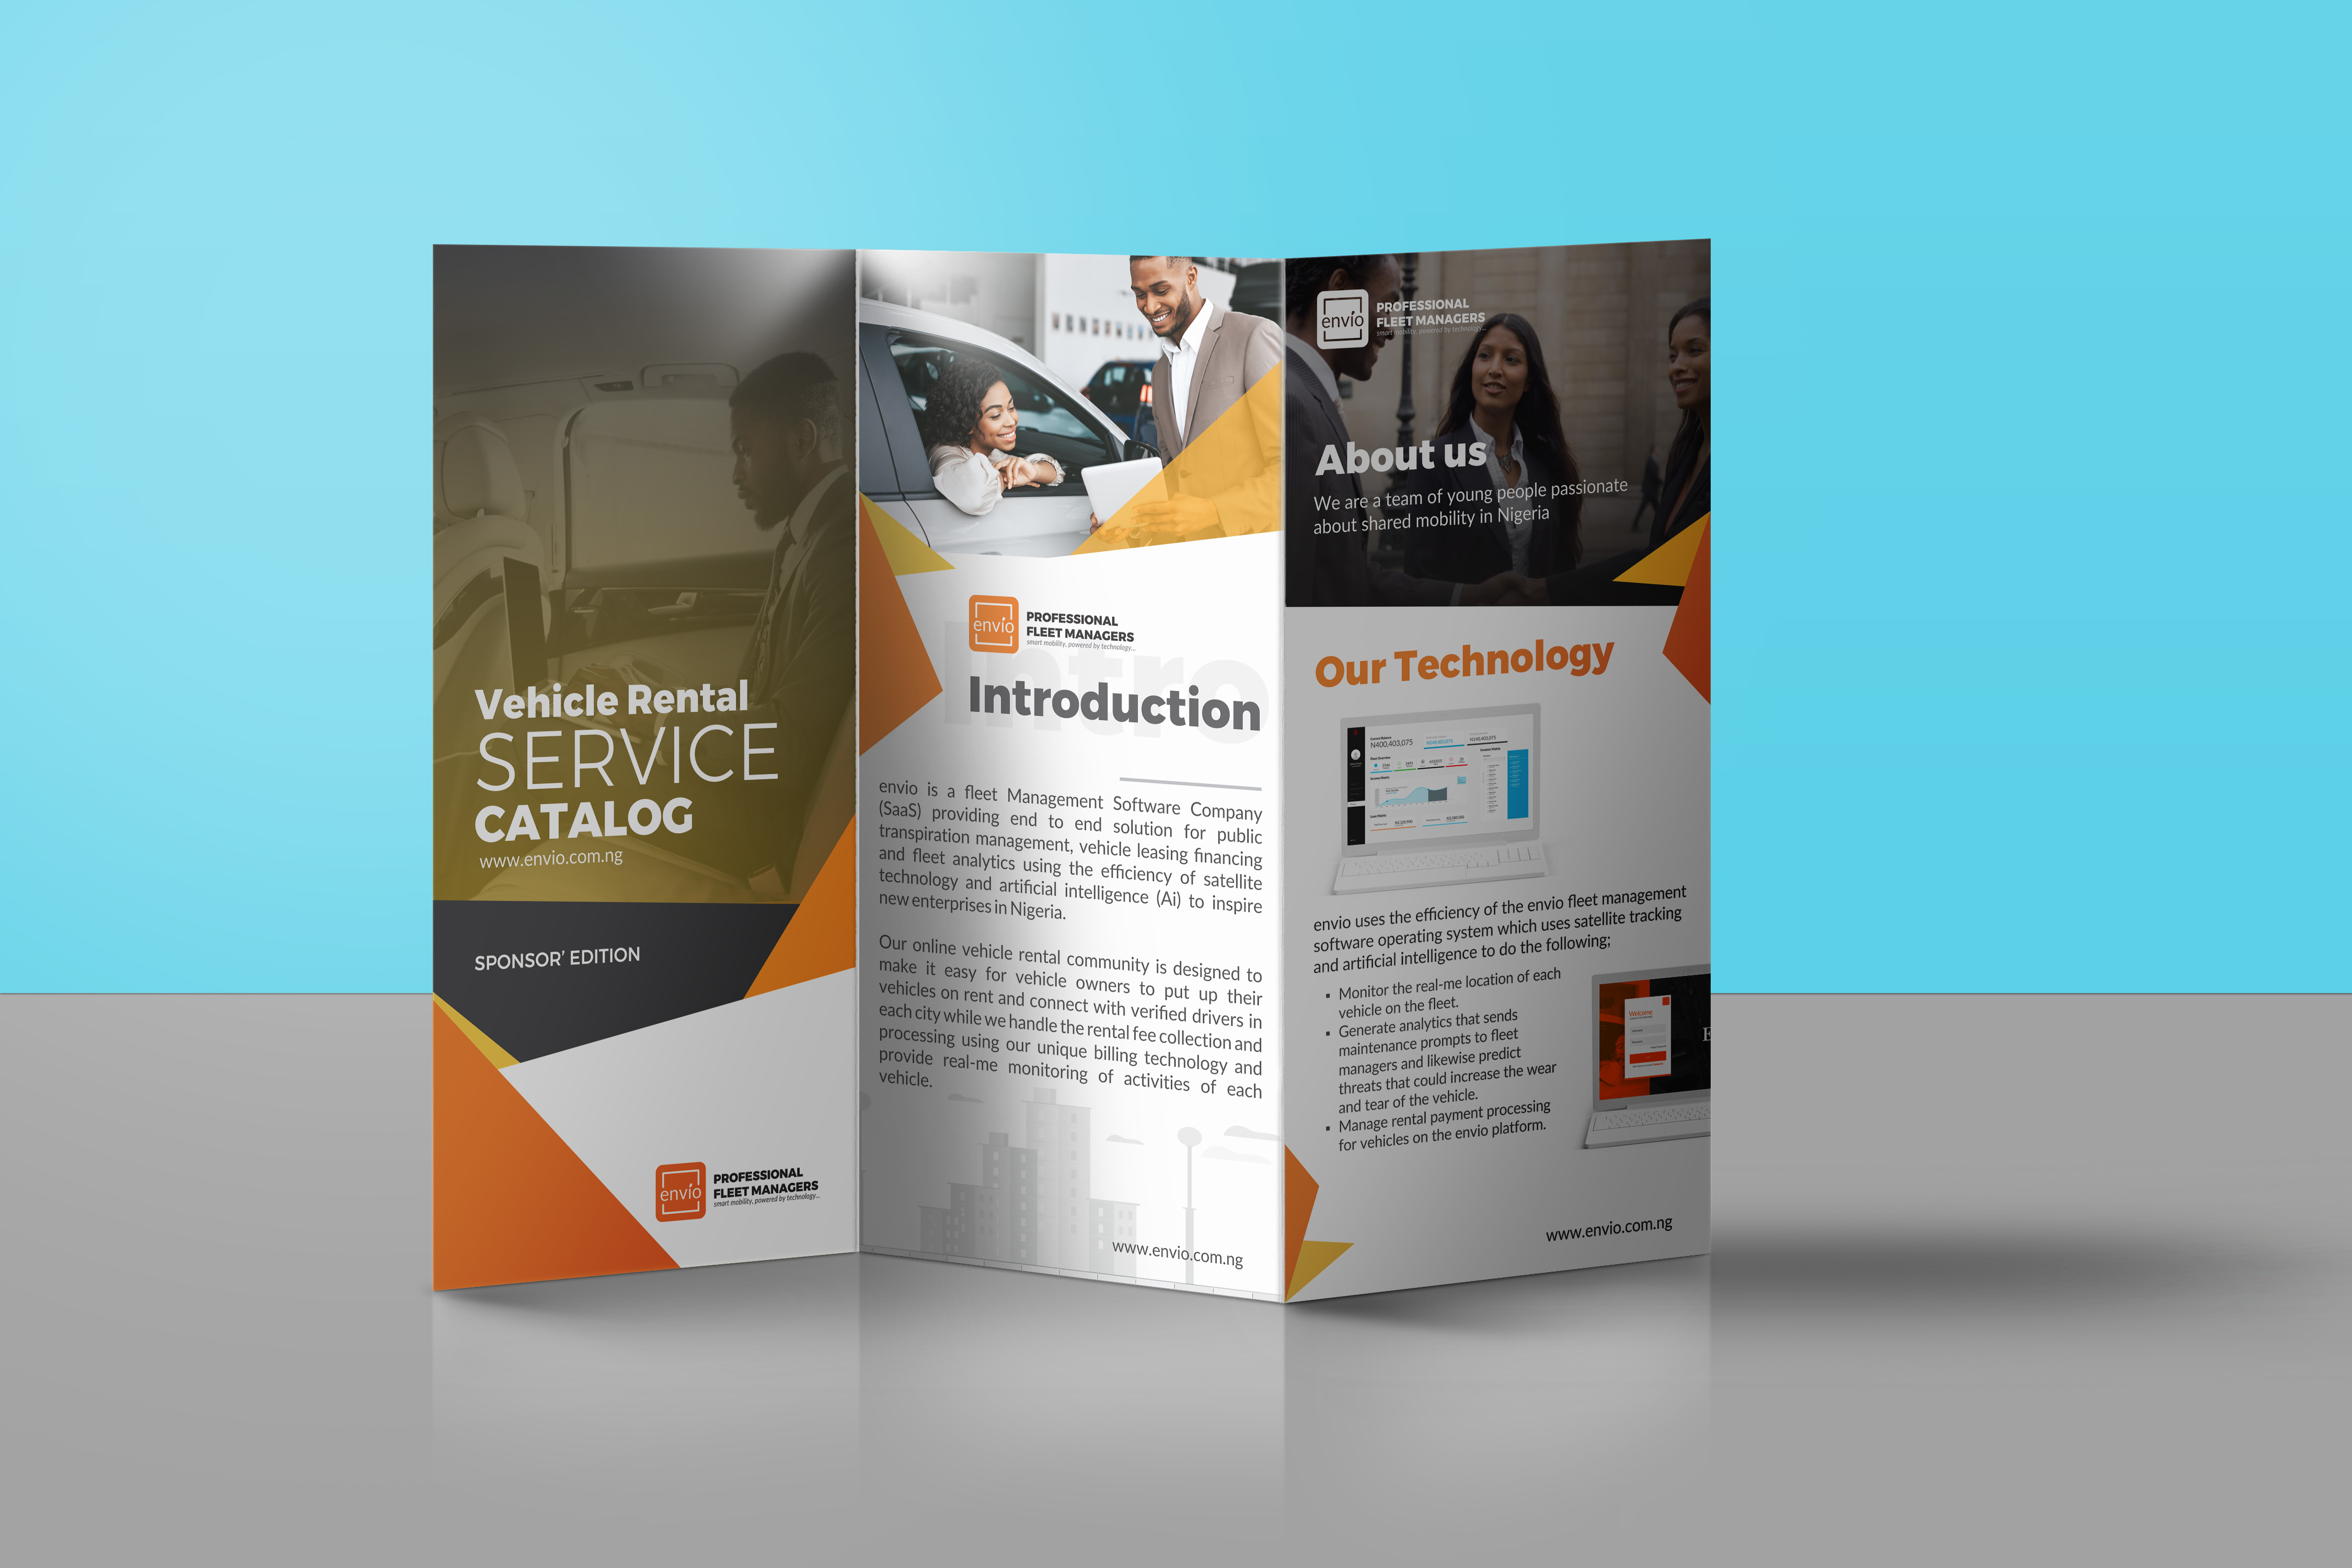 Vehicle Rental
SERVICE
CATALOG
www.envio.com.ng
SPONSOR' EDITION
envio
PROFESSIONAL
FLEET MANAGERS
smart mobility, powered by technology...
envio
PROFESSIONAL
FLEET MANAGERS
smart mobility, powered by technology...
Intro
Introduction
envio is a fleet Management Software Company
(SaaS) providing end to end solution for public
transpiration management, vehicle leasing financing
and fleet analytics using the efficiency of satellite
technology and artificial intelligence (Ai) to inspire
new enterprises in Nigeria.
Our online vehicle rental community is designed to
make it easy for vehicle owners to put up their
vehicles on rent and connect with verified drivers in
each city while we handle the rental fee collection and
processing using our unique billing technology and
provide real-me monitoring of activities of each
vehicle.
www.envio.com.ng
envio
PROFESSIONAL
FLEET MANAGERS
smart mobility, powered by technology...
About us
We are a team of young people passionate
about shared mobility in Nigeria
Our Technology
N400,403,075
envio uses the efficiency of the envio fleet management
software operating system which uses satellite tracking
and artificial intelligence to do the following;
▪ Monitor the real-me location of each
vehicle on the fleet.
▪ Generate analytics that sends
maintenance prompts to fleet
managers and likewise predict
threats that could increase the wear
and tear of the vehicle.
▪ Manage rental payment processing
for vehicles on the envio platform.
Welcome
E
www.envio.com.ng